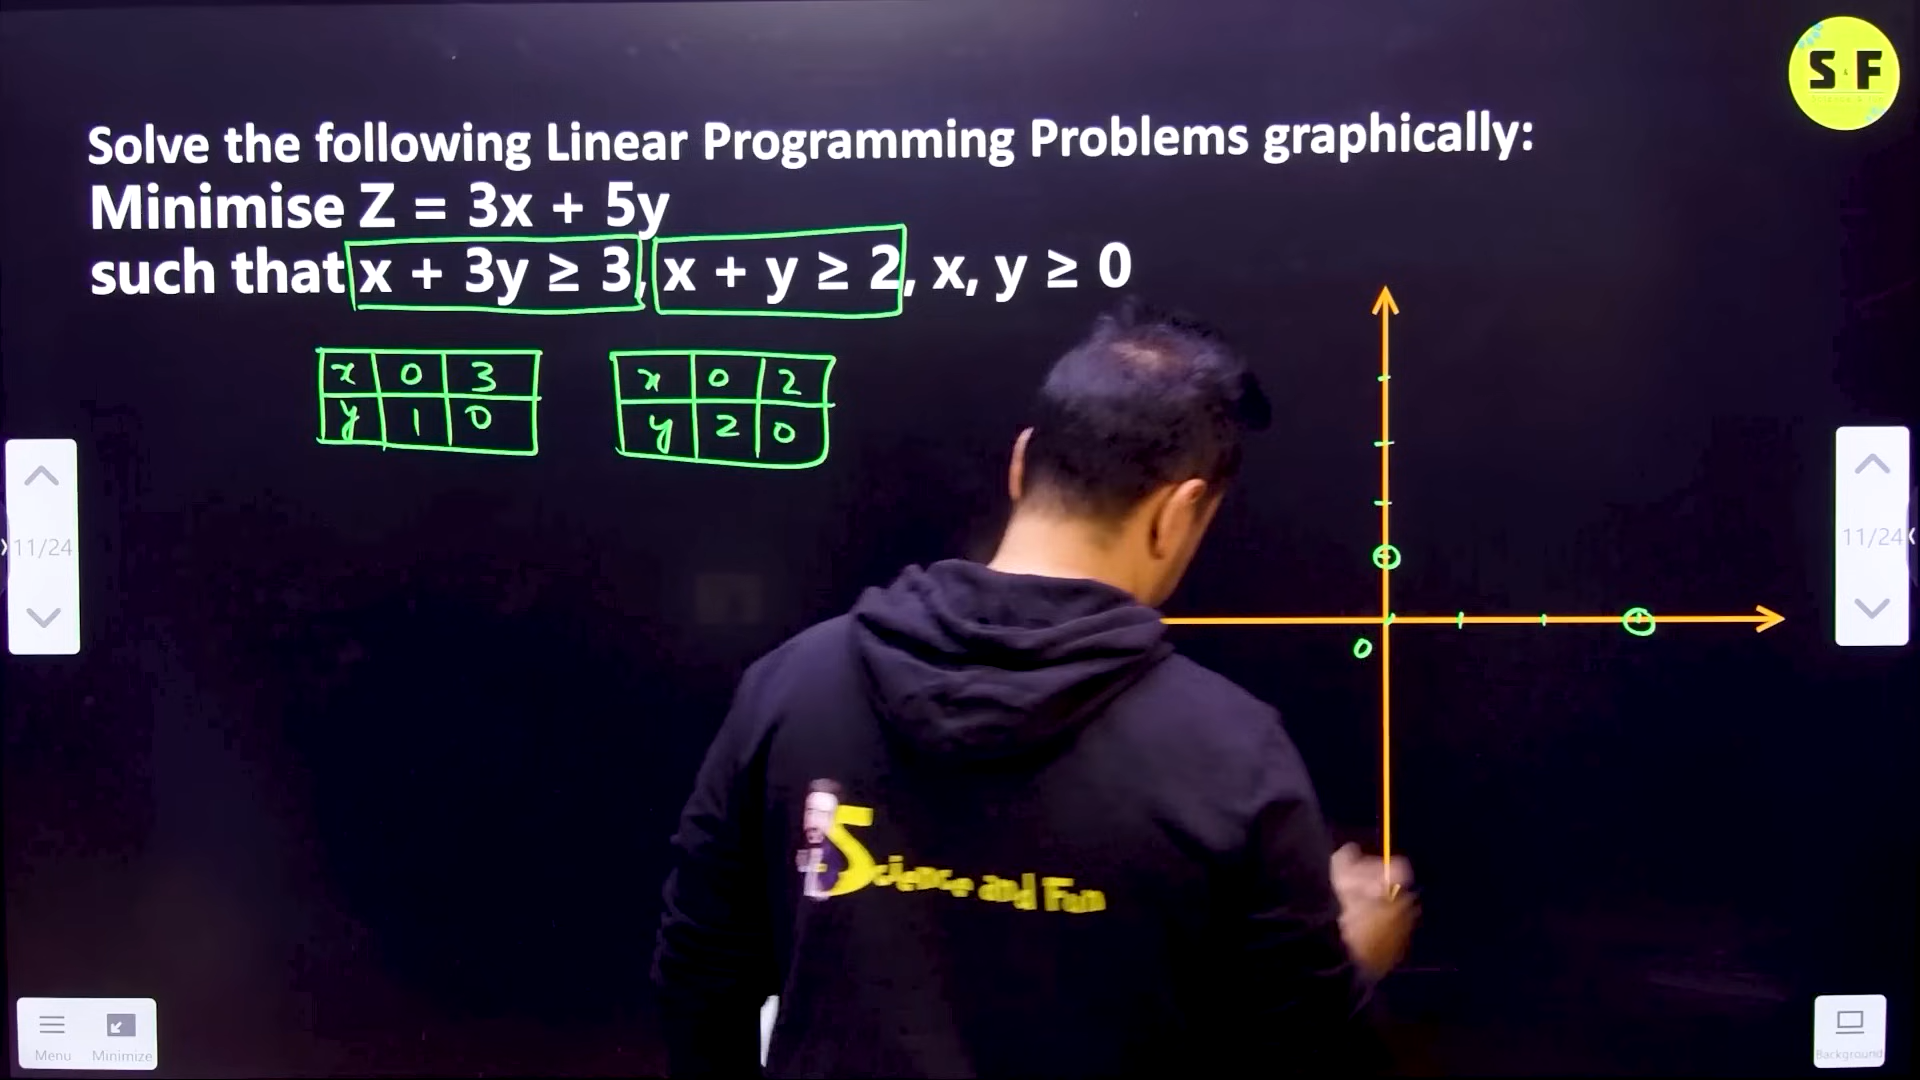 S&F
Solve the following Linear Programming Problems graphically:
Minimise Z = 3x + 5y
such that x + 3y ≥ 3, x + y ≥ 2, x, y ≥ 0
x 0 3
y 1 0
x 0 2
y 2 0
0
11/24
11/24
Science and Fun
Menu Minimize
Background